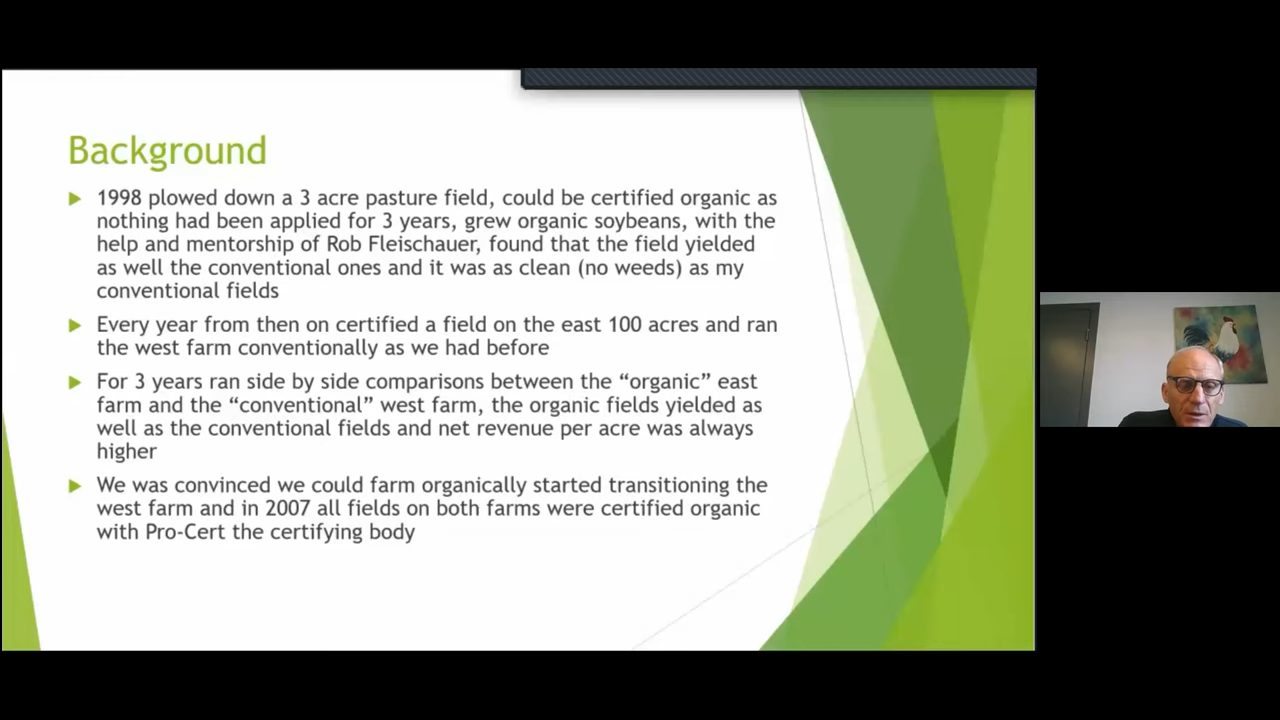 Background
1998 plowed down a 3 acre pasture field, could be certified organic as
nothing had been applied for 3 years, grew organic soybeans, with the
help and mentorship of Rob Fleischauer, found that the field yielded
as well the conventional ones and it was as clean (no weeds) as my
conventional fields
Every year from then on certified a field on the east 100 acres and ran
the west farm conventionally as we had before
For 3 years ran side by side comparisons between the “organic” east
farm and the “conventional” west farm, the organic fields yielded as
well as the conventional fields and net revenue per acre was always
higher
We was convinced we could farm organically started transitioning the
west farm and in 2007 all fields on both farms were certified organic
with Pro-Cert the certifying body